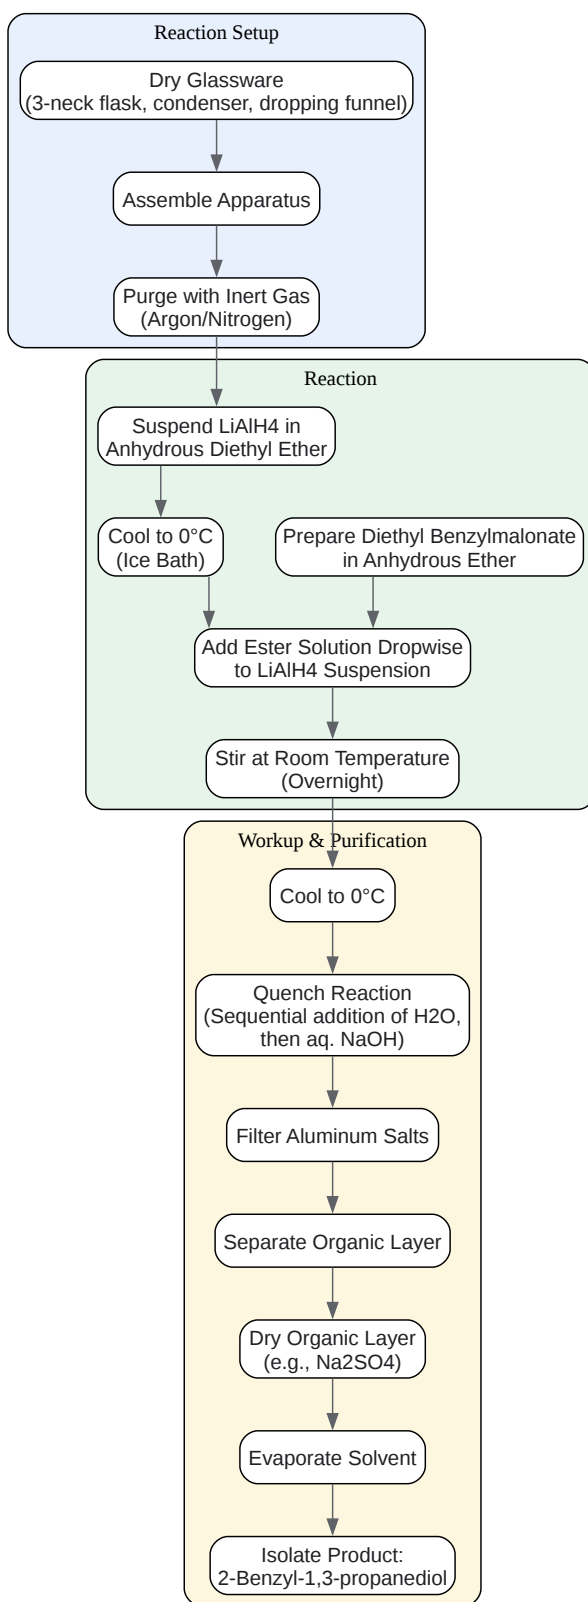 Reaction Setup
Dry Glassware
(3-neck flask, condenser, dropping funnel)
Assemble Apparatus
Purge with Inert Gas
(Argon/Nitrogen)
Reaction
Suspend LiAlH4 in
Anhydrous Diethyl Ether
Cool to 0°C
(Ice Bath)
Prepare Diethyl Benzylmalonate
in Anhydrous Ether
Add Ester Solution Dropwise
to LiAlH4 Suspension
Stir at Room Temperature
(Overnight)
Workup & Purification
Cool to 0°C
Quench Reaction
(Sequential addition of H2O,
then aq. NaOH)
Filter Aluminum Salts
Separate Organic Layer
Dry Organic Layer
(e.g., Na2SO4)
Evaporate Solvent
Isolate Product:
2-Benzyl-1,3-propanediol